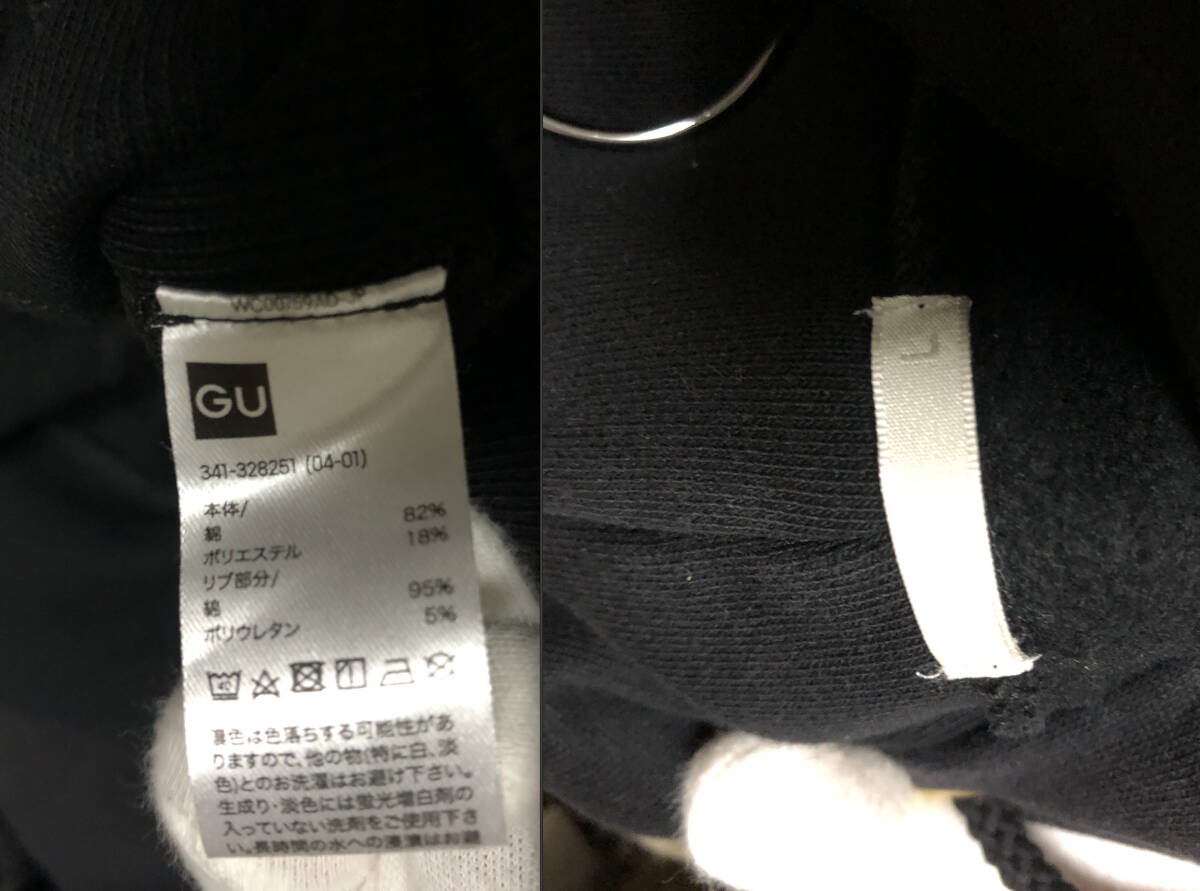 WC00759AD-JP
GU
341-328251 (04-01)
本体/
綿 82%
ポリエステル 18%
リブ部分/
綿 95%
ポリウレタン 5%
40
濃色は色落ちする可能性があ
りますので、他の物(特に白、淡
色)とのお洗濯はお避け下さい。
生成り・淡色には蛍光増白剤の
入っていない洗剤をご使用下さ
い。長時間の水への浸漬はお避
L